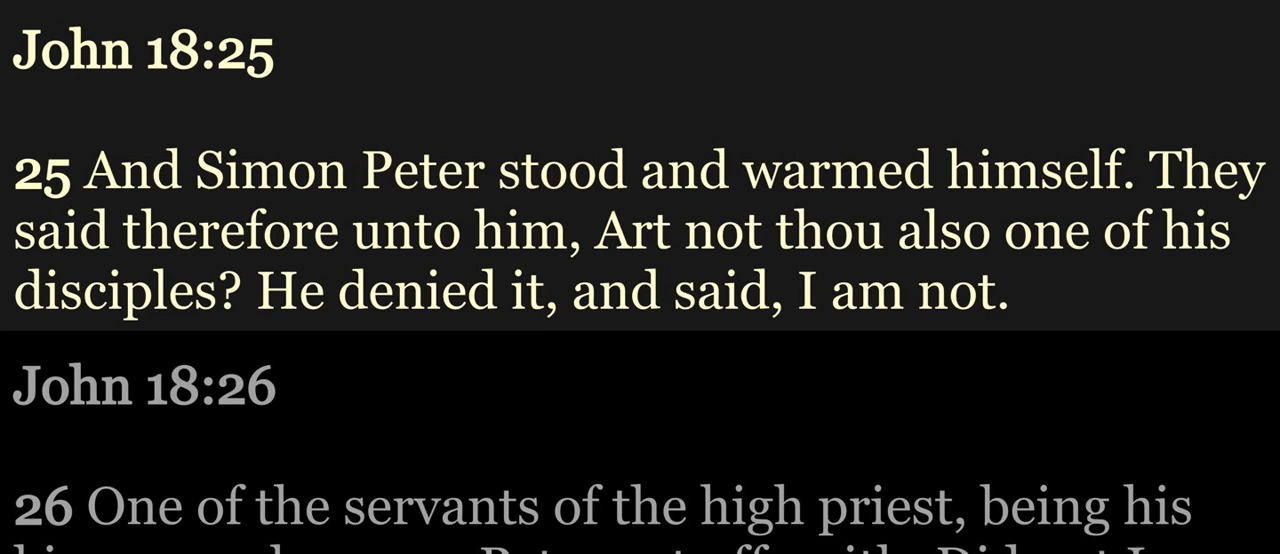 John 18:25
25 And Simon Peter stood and warmed himself. They
said therefore unto him, Art not thou also one of his
disciples? He denied it, and said, I am not.
John 18:26
26 One of the servants of the high priest, being his